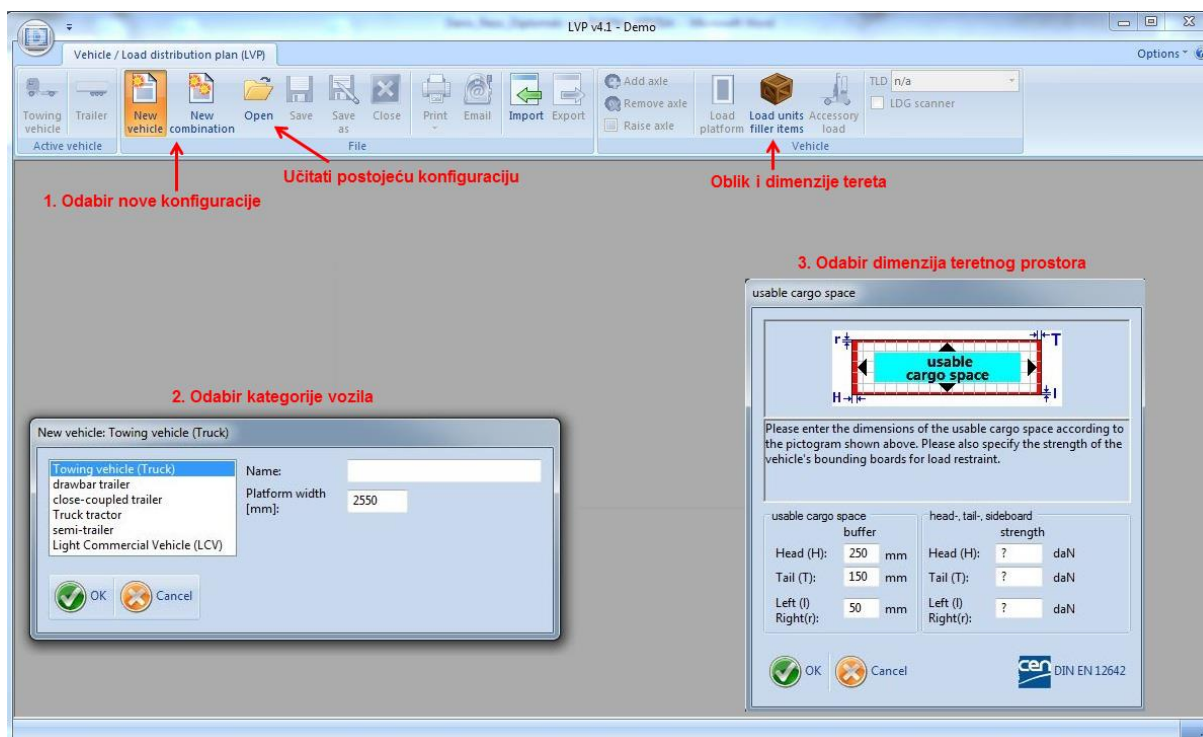 LVP v4.1 - Demo
Vehicle / Load distribution plan (LVP)
Options
Towing vehicle
Trailer
New vehicle
New combination
Open
Save
Save as
Close
Print
Email
Import
Export
Add axle
Remove axle
Raise axle
Load platform
Load units filler items
Accessory load
TLD n/a
LDG scanner
Active vehicle
File
Vehicle
1. Odabir nove konfiguracije
Učitati postojeću konfiguraciju
Oblik i dimenzije tereta
2. Odabir kategorije vozila
New vehicle: Towing vehicle (Truck)
Towing vehicle (Truck)
drawbar trailer
close-coupled trailer
Truck tractor
semi-trailer
Light Commercial Vehicle (LCV)
Name:
Platform width
[mm]:
2550
OK
Cancel
3. Odabir dimenzija teretnog prostora
usable cargo space
r
T
usable
cargo space
H
l
Please enter the dimensions of the usable cargo space according to
the pictogram shown above. Please also specify the strength of the
vehicle's bounding boards for load restraint.
usable cargo space
buffer
Head (H): 250 mm
Tail (T): 150 mm
Left (l)
Right(r):
50 mm
head-, tail-, sideboard
strength
Head (H): ? daN
Tail (T): ? daN
Left (l)
Right(r):
? daN
OK
Cancel
cen
DIN EN 12642